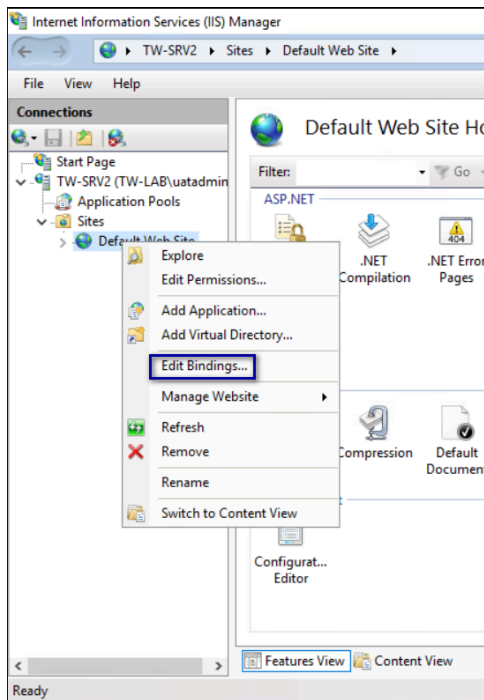 Internet Information Services (IIS) Manager
TW-SRV2 Sites Default Web Site
File View Help
Connections
Start Page
TW-SRV2 (TW-LAB\uatadmin
Application Pools
Sites
Default Web Site
Explore
Edit Permissions...
Add Application...
Add Virtual Directory...
Edit Bindings...
Manage Website
Refresh
Remove
Rename
Switch to Content View
Default Web Site Ho
Filter: Go
ASP.NET
.NET
Compilation
404
.NET Error
Pages
Compression
Default
Documen
Configurat...
Editor
Features View Content View
Ready